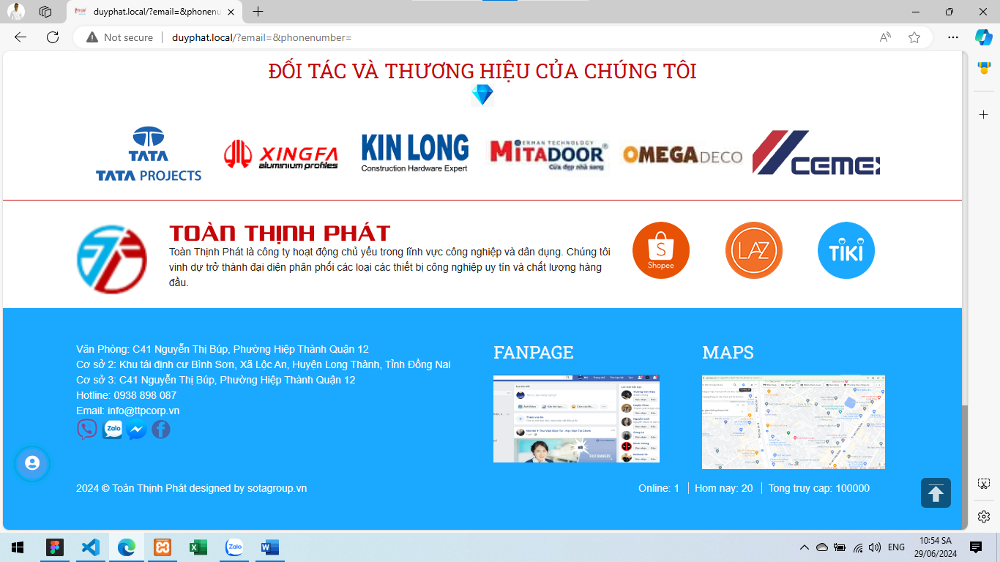 duyphat.local/?email=&phonenu
Not secure
duyphat.local/?email=&phonenumber=
ĐỐI TÁC VÀ THƯƠNG HIỆU CỦA CHÚNG TÔI
TATA
TATA PROJECTS
XINGFA
aluminium profiles
KIN LONG
Construction Hardware Expert
ERMAN TECHNOLOGY
MITADOOR®
Cửa đẹp nhà sang
OMEGADECO
CEME
TOÀN THỊNH PHÁT
Toàn Thịnh Phát là công ty hoạt động chủ yếu trong lĩnh vực công nghiệp và dân dụng. Chúng tôi
vinh dự trở thành đại diện phân phối các loại các thiết bị công nghiệp uy tín và chất lượng hàng
đầu.
S
Shopee
LAZ
TIKI
Văn Phòng: C41 Nguyễn Thị Búp, Phường Hiệp Thành Quận 12
Cơ sở 2: Khu tái định cư Bình Sơn, Xã Lộc An, Huyện Long Thành, Tỉnh Đồng Nai
Cơ sở 3: C41 Nguyễn Thị Búp, Phường Hiệp Thành Quận 12
Hotline: 0938 898 087
Email: info@ttpcorp.vn
Zalo
FANPAGE
MAPS
FAST BANKERS
2024 © Toàn Thịnh Phát designed by sotagroup.vn
Online: 1
Hom nay: 20
Tong truy cap: 100000
Zalo
ENG
10:54 SA
29/06/2024